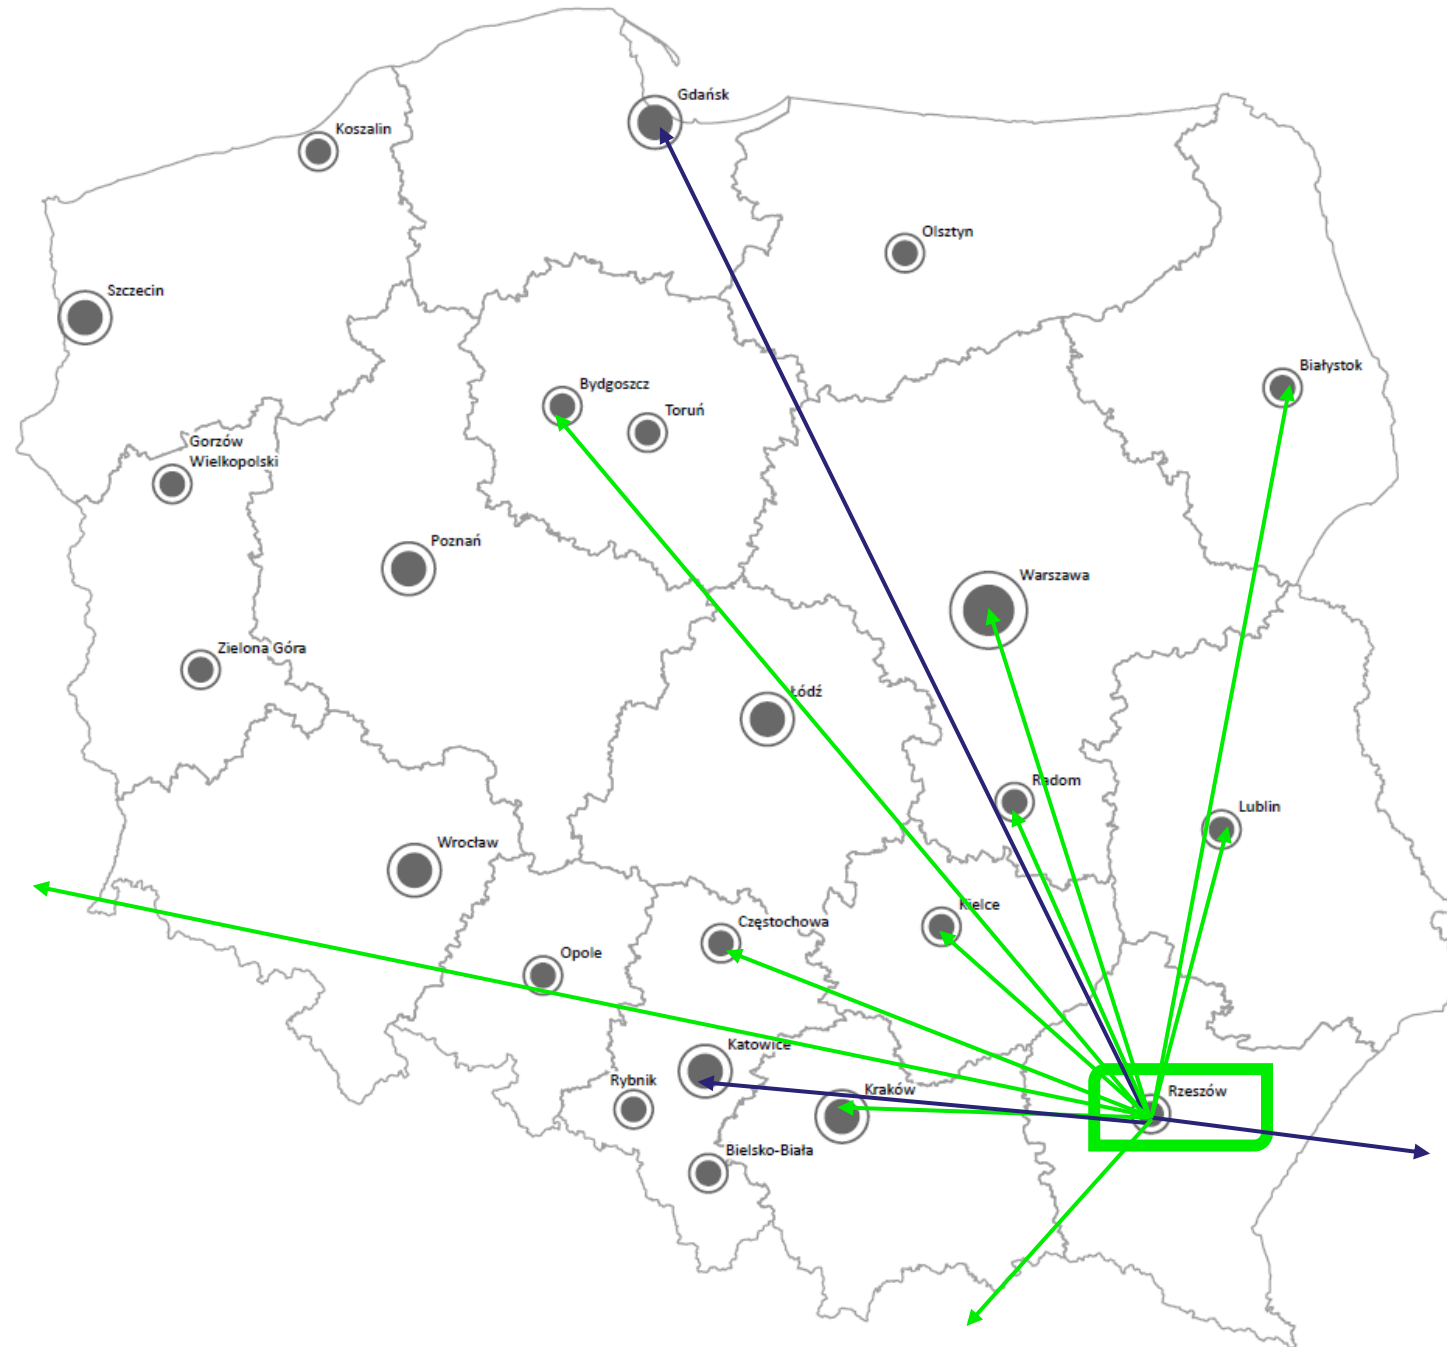 Gdańsk
Koszalin
Olsztyn
Szczecin
Białystok
Bydgoszcz
Toruń
Gorzów
Wielkopolski
Poznań
Warszawa
Zielona Góra
Łódź
Radom
Lublin
Wrocław
Kielce
Częstochowa
Opole
Katowice
Rybnik
Kraków
Rzeszów
Bielsko-Biała